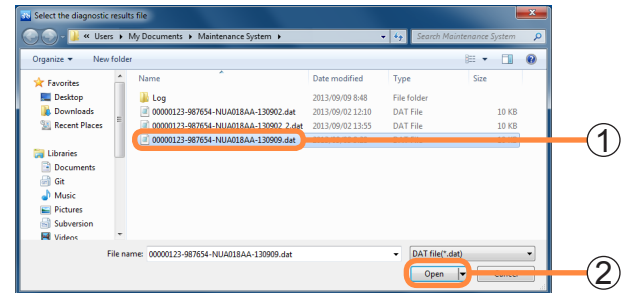 Select the diagnostic results file
« Users ▸ My Documents ▸ Maintenance System ▸
Search Maintenance System
Organize ▼ New folder
Name Date modified Type Size
Favorites
Desktop
Downloads
Recent Places
Libraries
Documents
Git
Music
Pictures
Subversion
Videos
Log 2013/09/09 8:48 File folder
00000123-987654-NUA018AA-130902.dat 2013/09/02 12:10 DAT File 10 KB
00000123-987654-NUA018AA-130902_2.dat 2013/09/02 13:55 DAT File 10 KB
00000123-987654-NUA018AA-130909.dat
①
File name: 00000123-987654-NUA018AA-130909.dat DAT file(*.dat)
Open
②